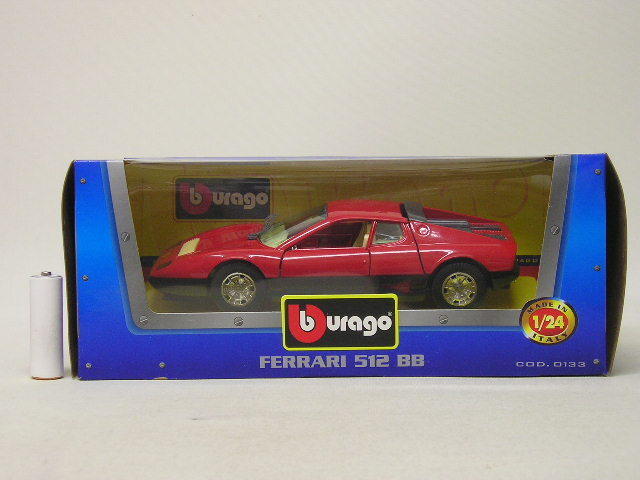 burago
burago
FERRARI 512 BB
MADE IN
1/24
ITALY
COD. 0133